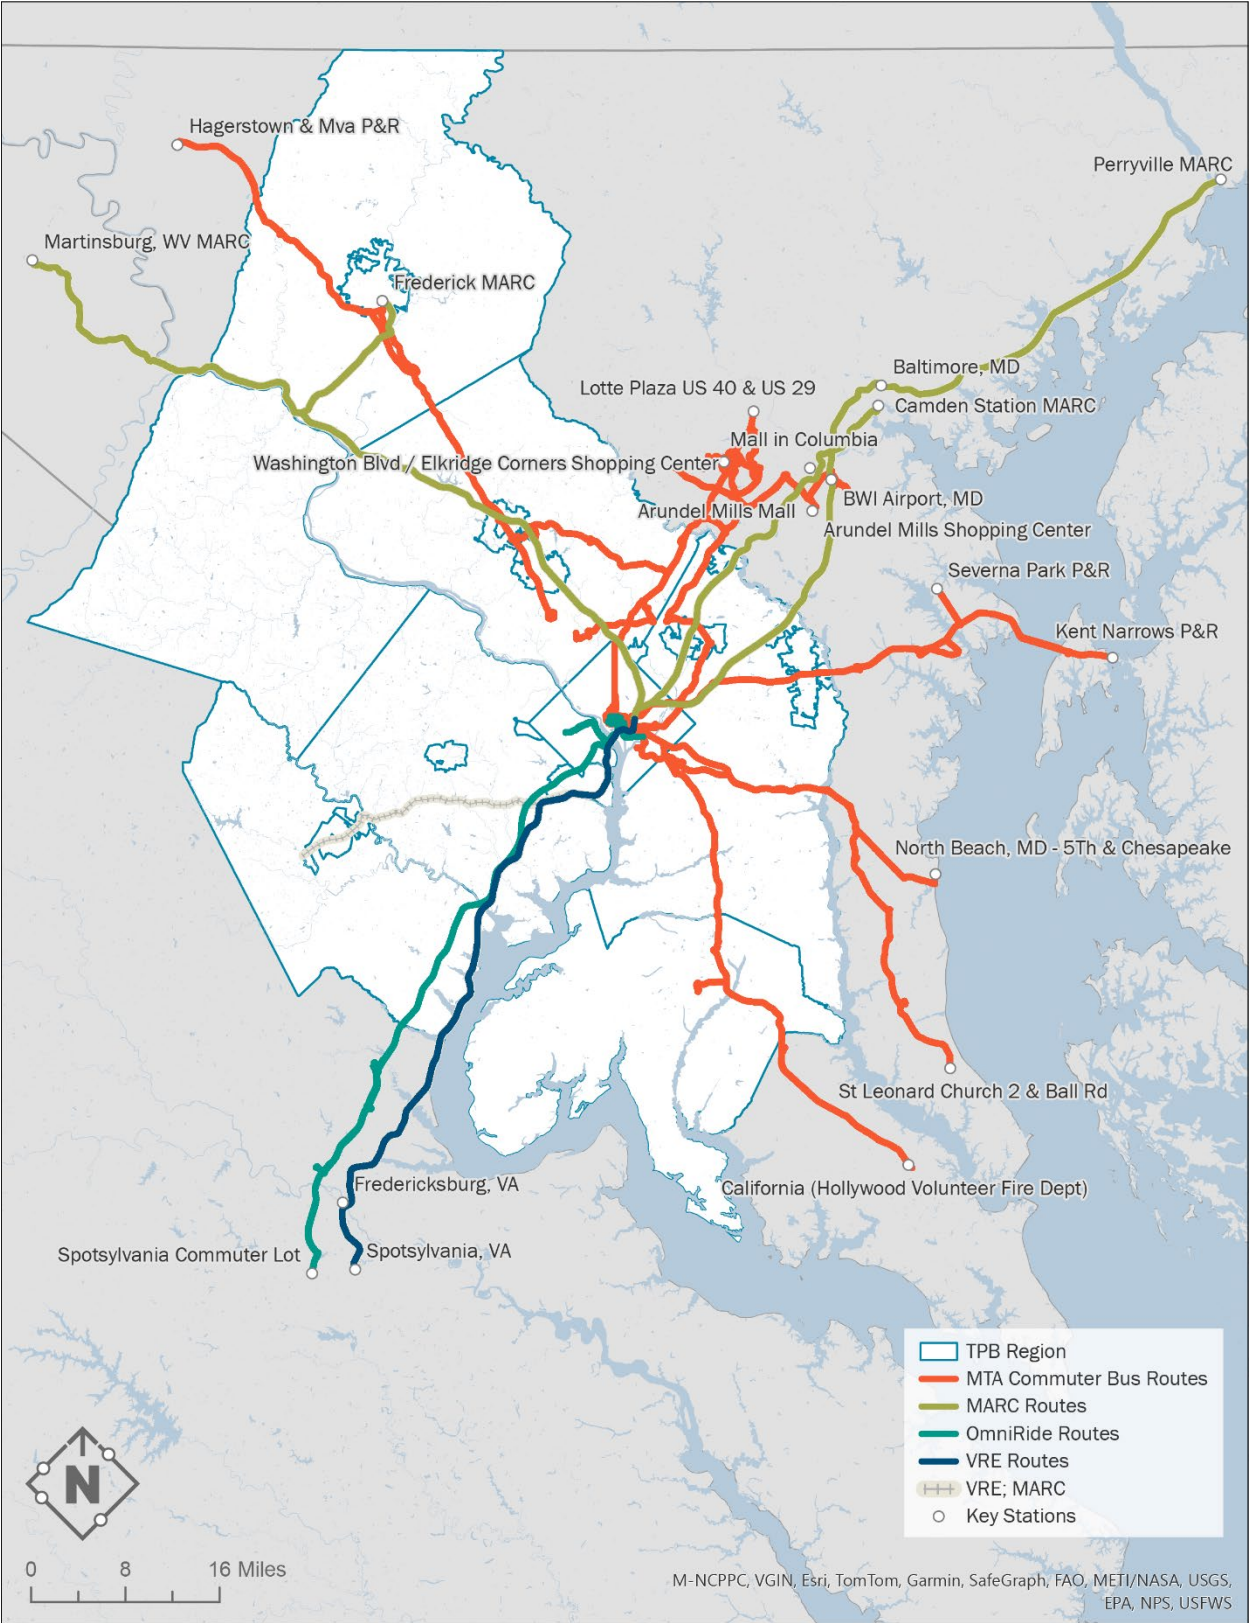 Hagerstown & Mva P&R
Perryville MARC
Martinsburg, WV MARC
Frederick MARC
Baltimore, MD
Lotte Plaza US 40 & US 29
Camden Station MARC
Mall in Columbia
Washington Blvd / Elkridge Corners Shopping Center
BWI Airport, MD
Arundel Mills Mall
Arundel Mills Shopping Center
Severna Park P&R
Kent Narrows P&R
North Beach, MD - 5Th & Chesapeake
St Leonard Church 2 & Ball Rd
Fredericksburg, VA
California (Hollywood Volunteer Fire Dept)
Spotsylvania Commuter Lot
Spotsylvania, VA
TPB Region
MTA Commuter Bus Routes
MARC Routes
OmniRide Routes
VRE Routes
VRE; MARC
Key Stations
N
0 8 16 Miles
M-NCPPC, VGIN, Esri, TomTom, Garmin, SafeGraph, FAO, METI/NASA, USGS,
EPA, NPS, USFWS